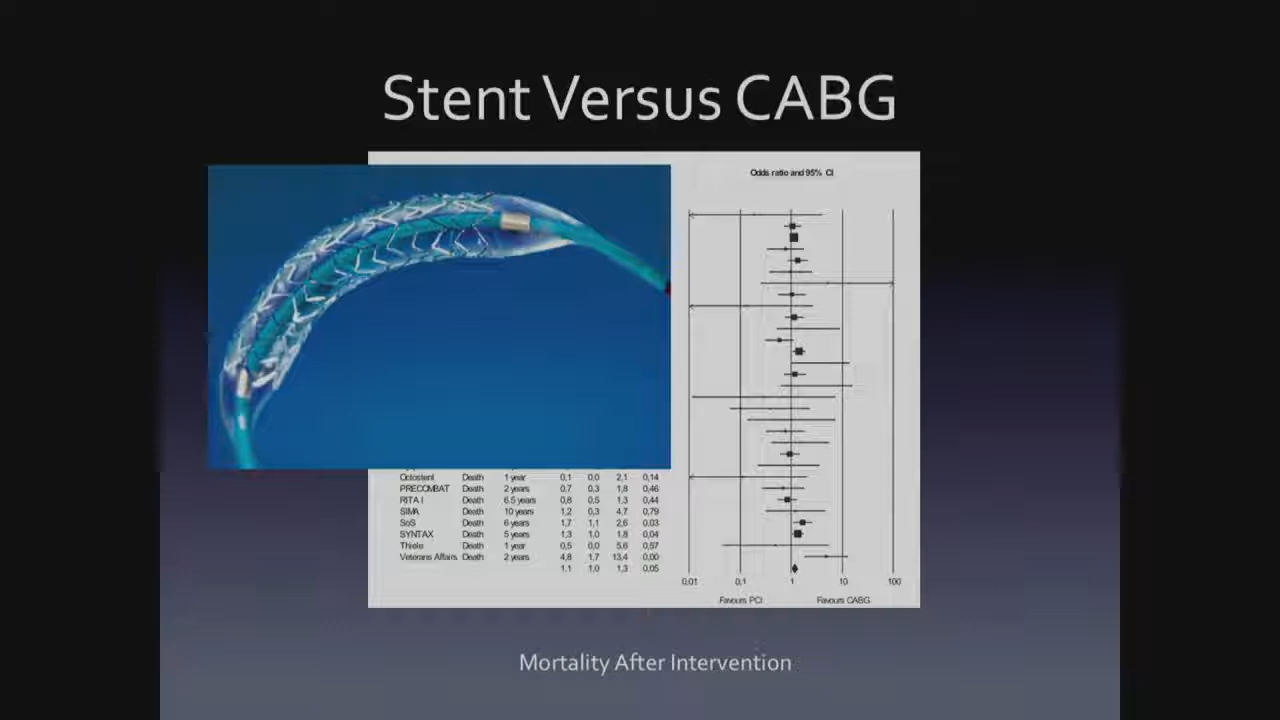 Stent Versus CABG
Odds ratio and 95% CI
Octostent Death 1 year 0,1 0,0 2,1 0,14
PRECOMBAT Death 2 years 0,7 0,3 1,8 0,46
RITA I Death 6.5 years 0,8 0,5 1,3 0,44
SIMA Death 10 years 1,2 0,3 4,7 0,79
SoS Death 6 years 1,7 1,1 2,6 0,03
SYNTAX Death 5 years 1,3 1,0 1,8 0,04
Thiele Death 1 year 0,5 0,0 5,6 0,57
Veterans Affairs Death 2 years 4,8 1,7 13,4 0,00
1,1 1,0 1,3 0,05
0,01 0,1 1 10 100
Favours PCI Favours CABG
Mortality After Intervention